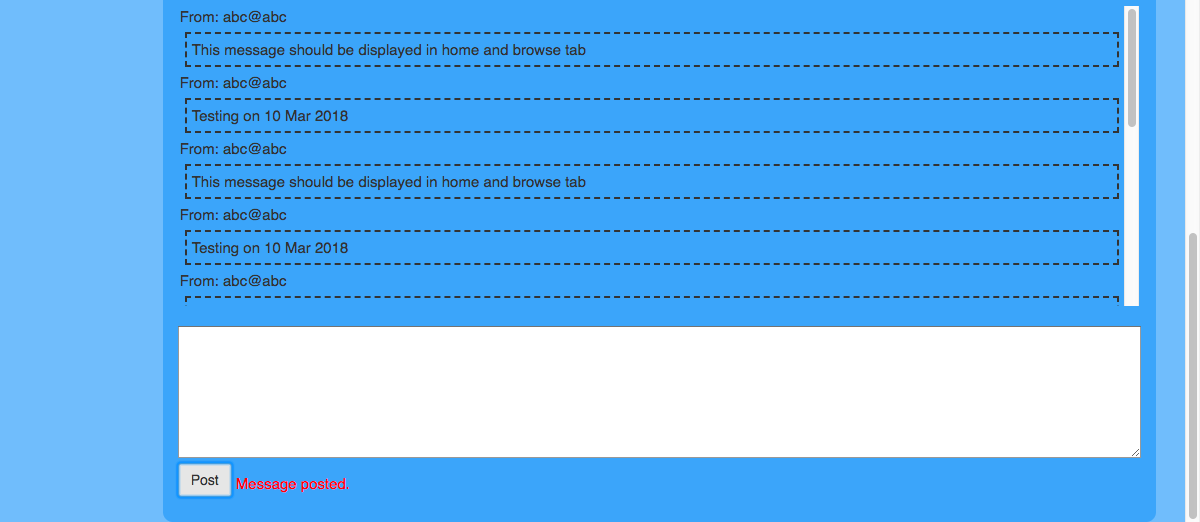 From: abc@abc
This message should be displayed in home and browse tab
From: abc@abc
Testing on 10 Mar 2018
From: abc@abc
This message should be displayed in home and browse tab
From: abc@abc
Testing on 10 Mar 2018
From: abc@abc
Post Message posted.